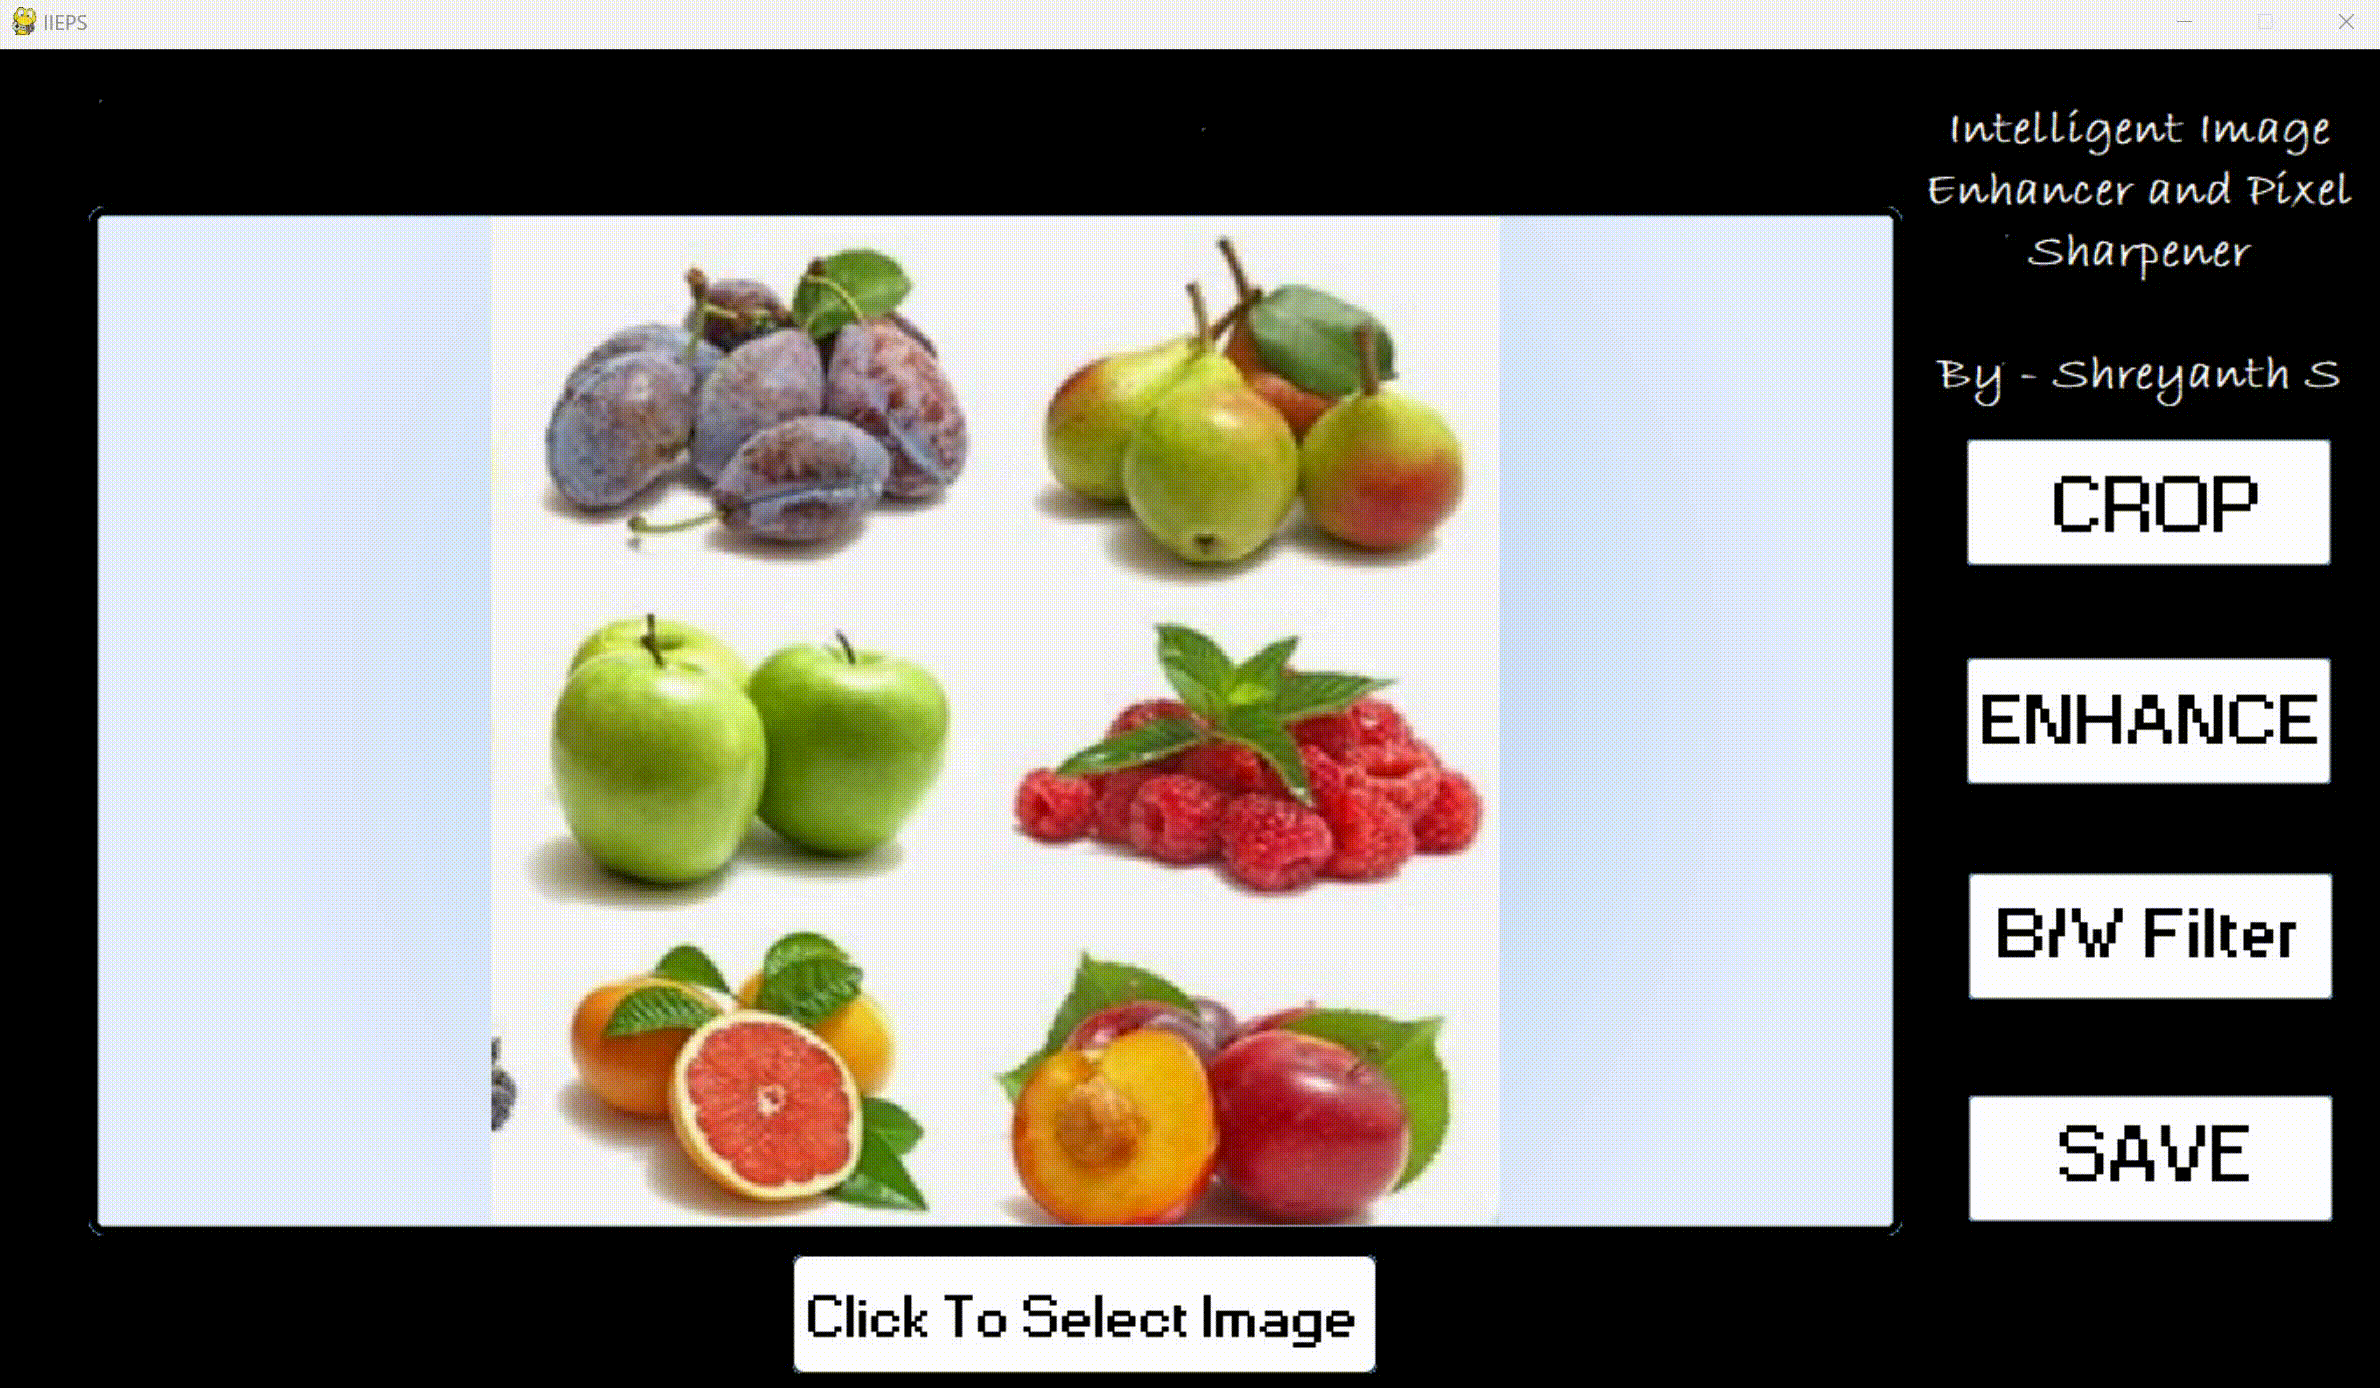 IIEPS
Intelligent Image
Enhancer and Pixel
Sharpener
By - Shreyanth S
CROP
ENHANCE
B/W Filter
SAVE
Click To Select Image